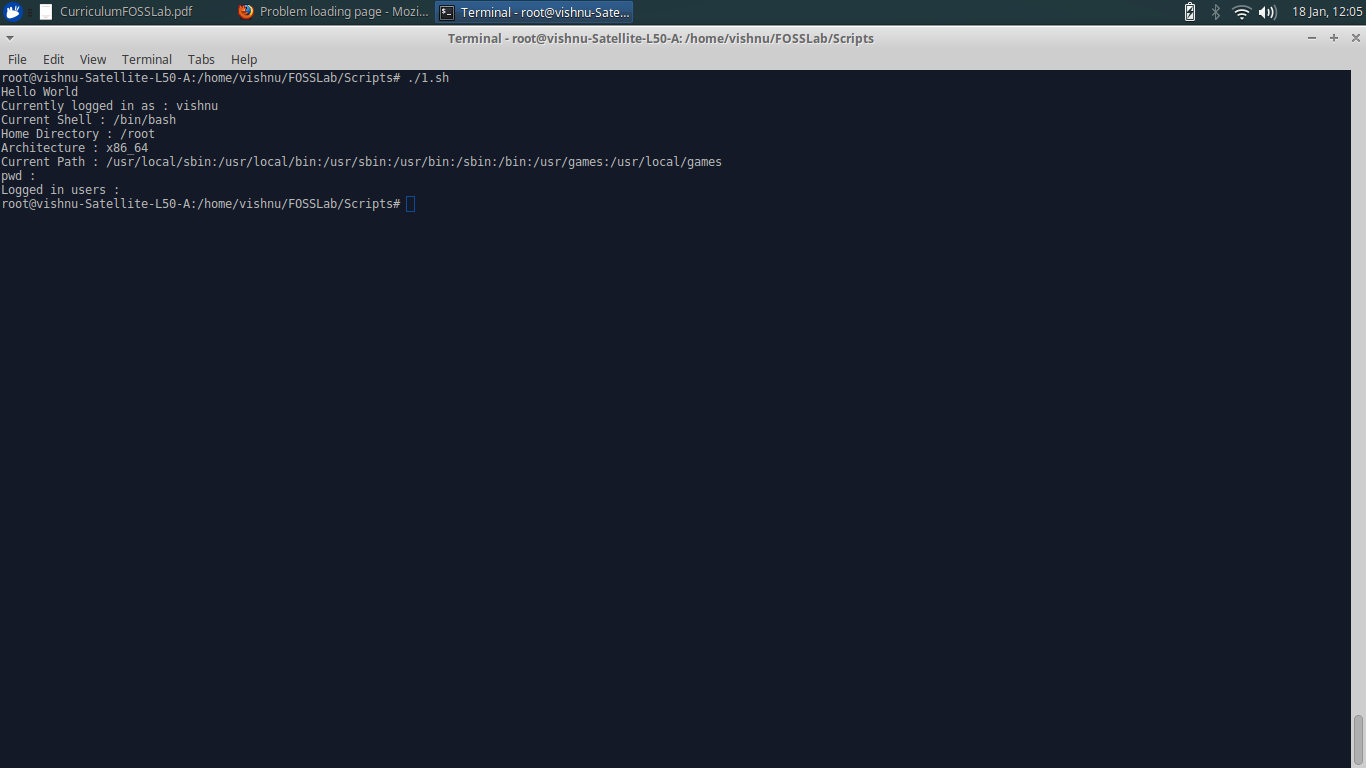 CurriculumFOSSLab.pdf Problem loading page - Mozi... Terminal - root@vishnu-Sate... 18 Jan, 12:05
Terminal - root@vishnu-Satellite-L50-A: /home/vishnu/FOSSLab/Scripts
File Edit View Terminal Tabs Help
root@vishnu-Satellite-L50-A:/home/vishnu/FOSSLab/Scripts# ./1.sh
Hello World
Currently logged in as : vishnu
Current Shell : /bin/bash
Home Directory : /root
Architecture : x86_64
Current Path : /usr/local/sbin:/usr/local/bin:/usr/sbin:/usr/bin:/sbin:/bin:/usr/games:/usr/local/games
pwd :
Logged in users :
root@vishnu-Satellite-L50-A:/home/vishnu/FOSSLab/Scripts#